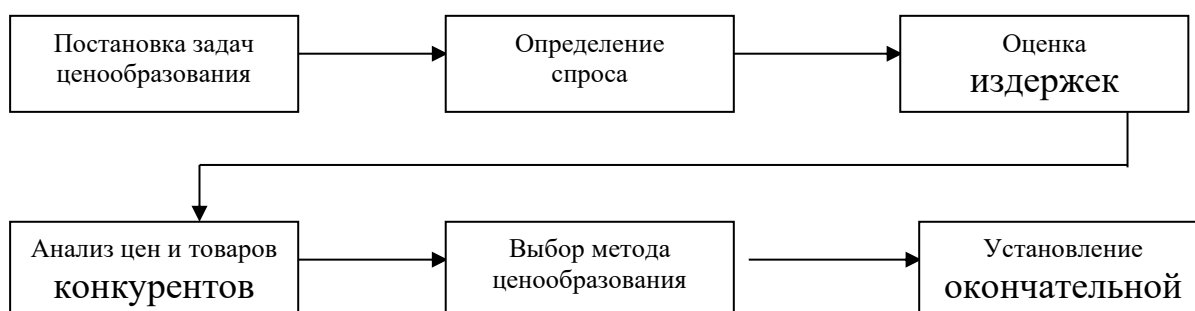 Постановка задач
ценообразования
Определение
спроса
Оценка
издержек
Анализ цен и товаров
конкурентов
Выбор метода
ценообразования
Установление
окончательной